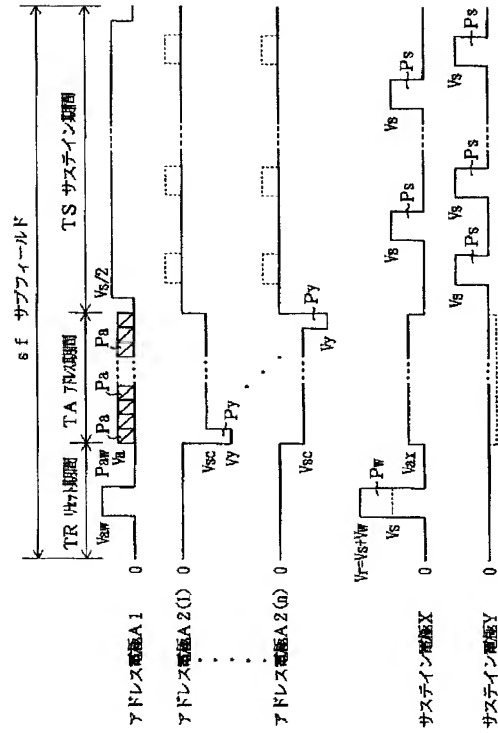 sf サブフィールド
TR リセット期間
TA アドレス期間
TS サステイン期間
アドレス電極A1
0
Vaw
Paw
Va
Pa
Pa
Pa
Vs/2
アドレス電極A2(1)
0
Vsc
Vy
Py
アドレス電極A2(n)
0
Vsc
Vy
Py
サステイン電極X
0
Vr=Vs+Vw
Vs
Pw
Vax
Vs
Ps
Vs
Ps
サステイン電極Y
0
Vs
Ps
Vs
Ps
Vs
Ps